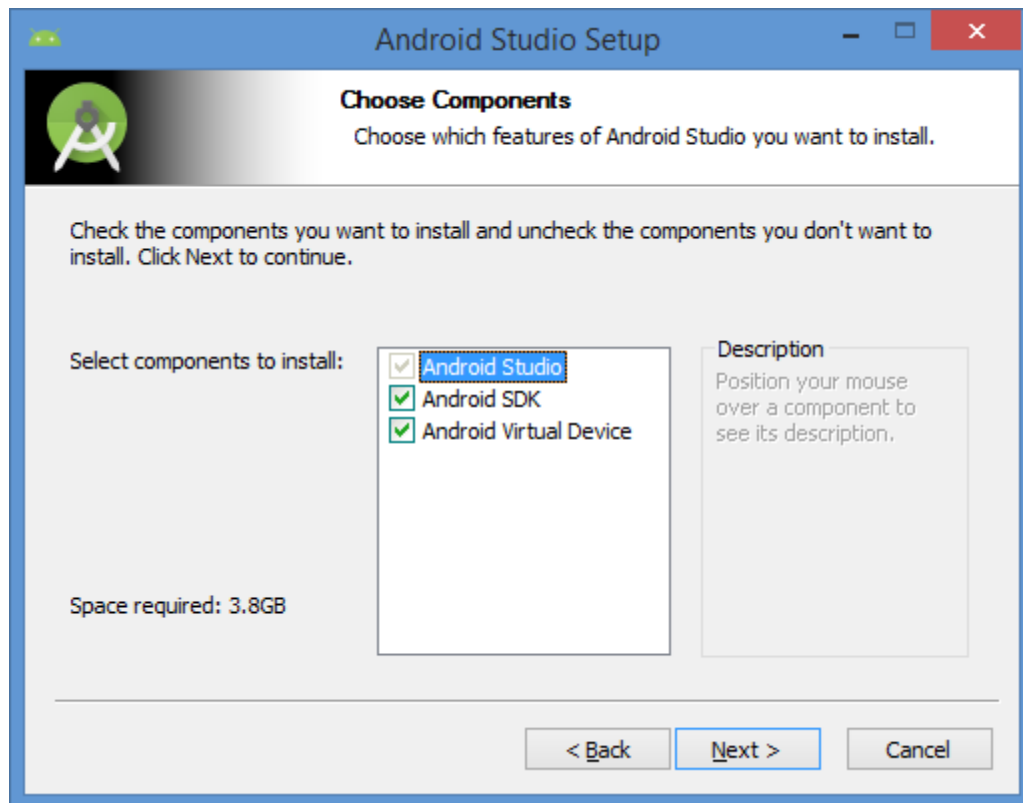 Android Studio Setup
Choose Components
Choose which features of Android Studio you want to install.
Check the components you want to install and uncheck the components you don't want to
install. Click Next to continue.
Select components to install:
Android Studio
Android SDK
Android Virtual Device
Description
Position your mouse
over a component to
see its description.
Space required: 3.8GB
< Back
Next >
Cancel